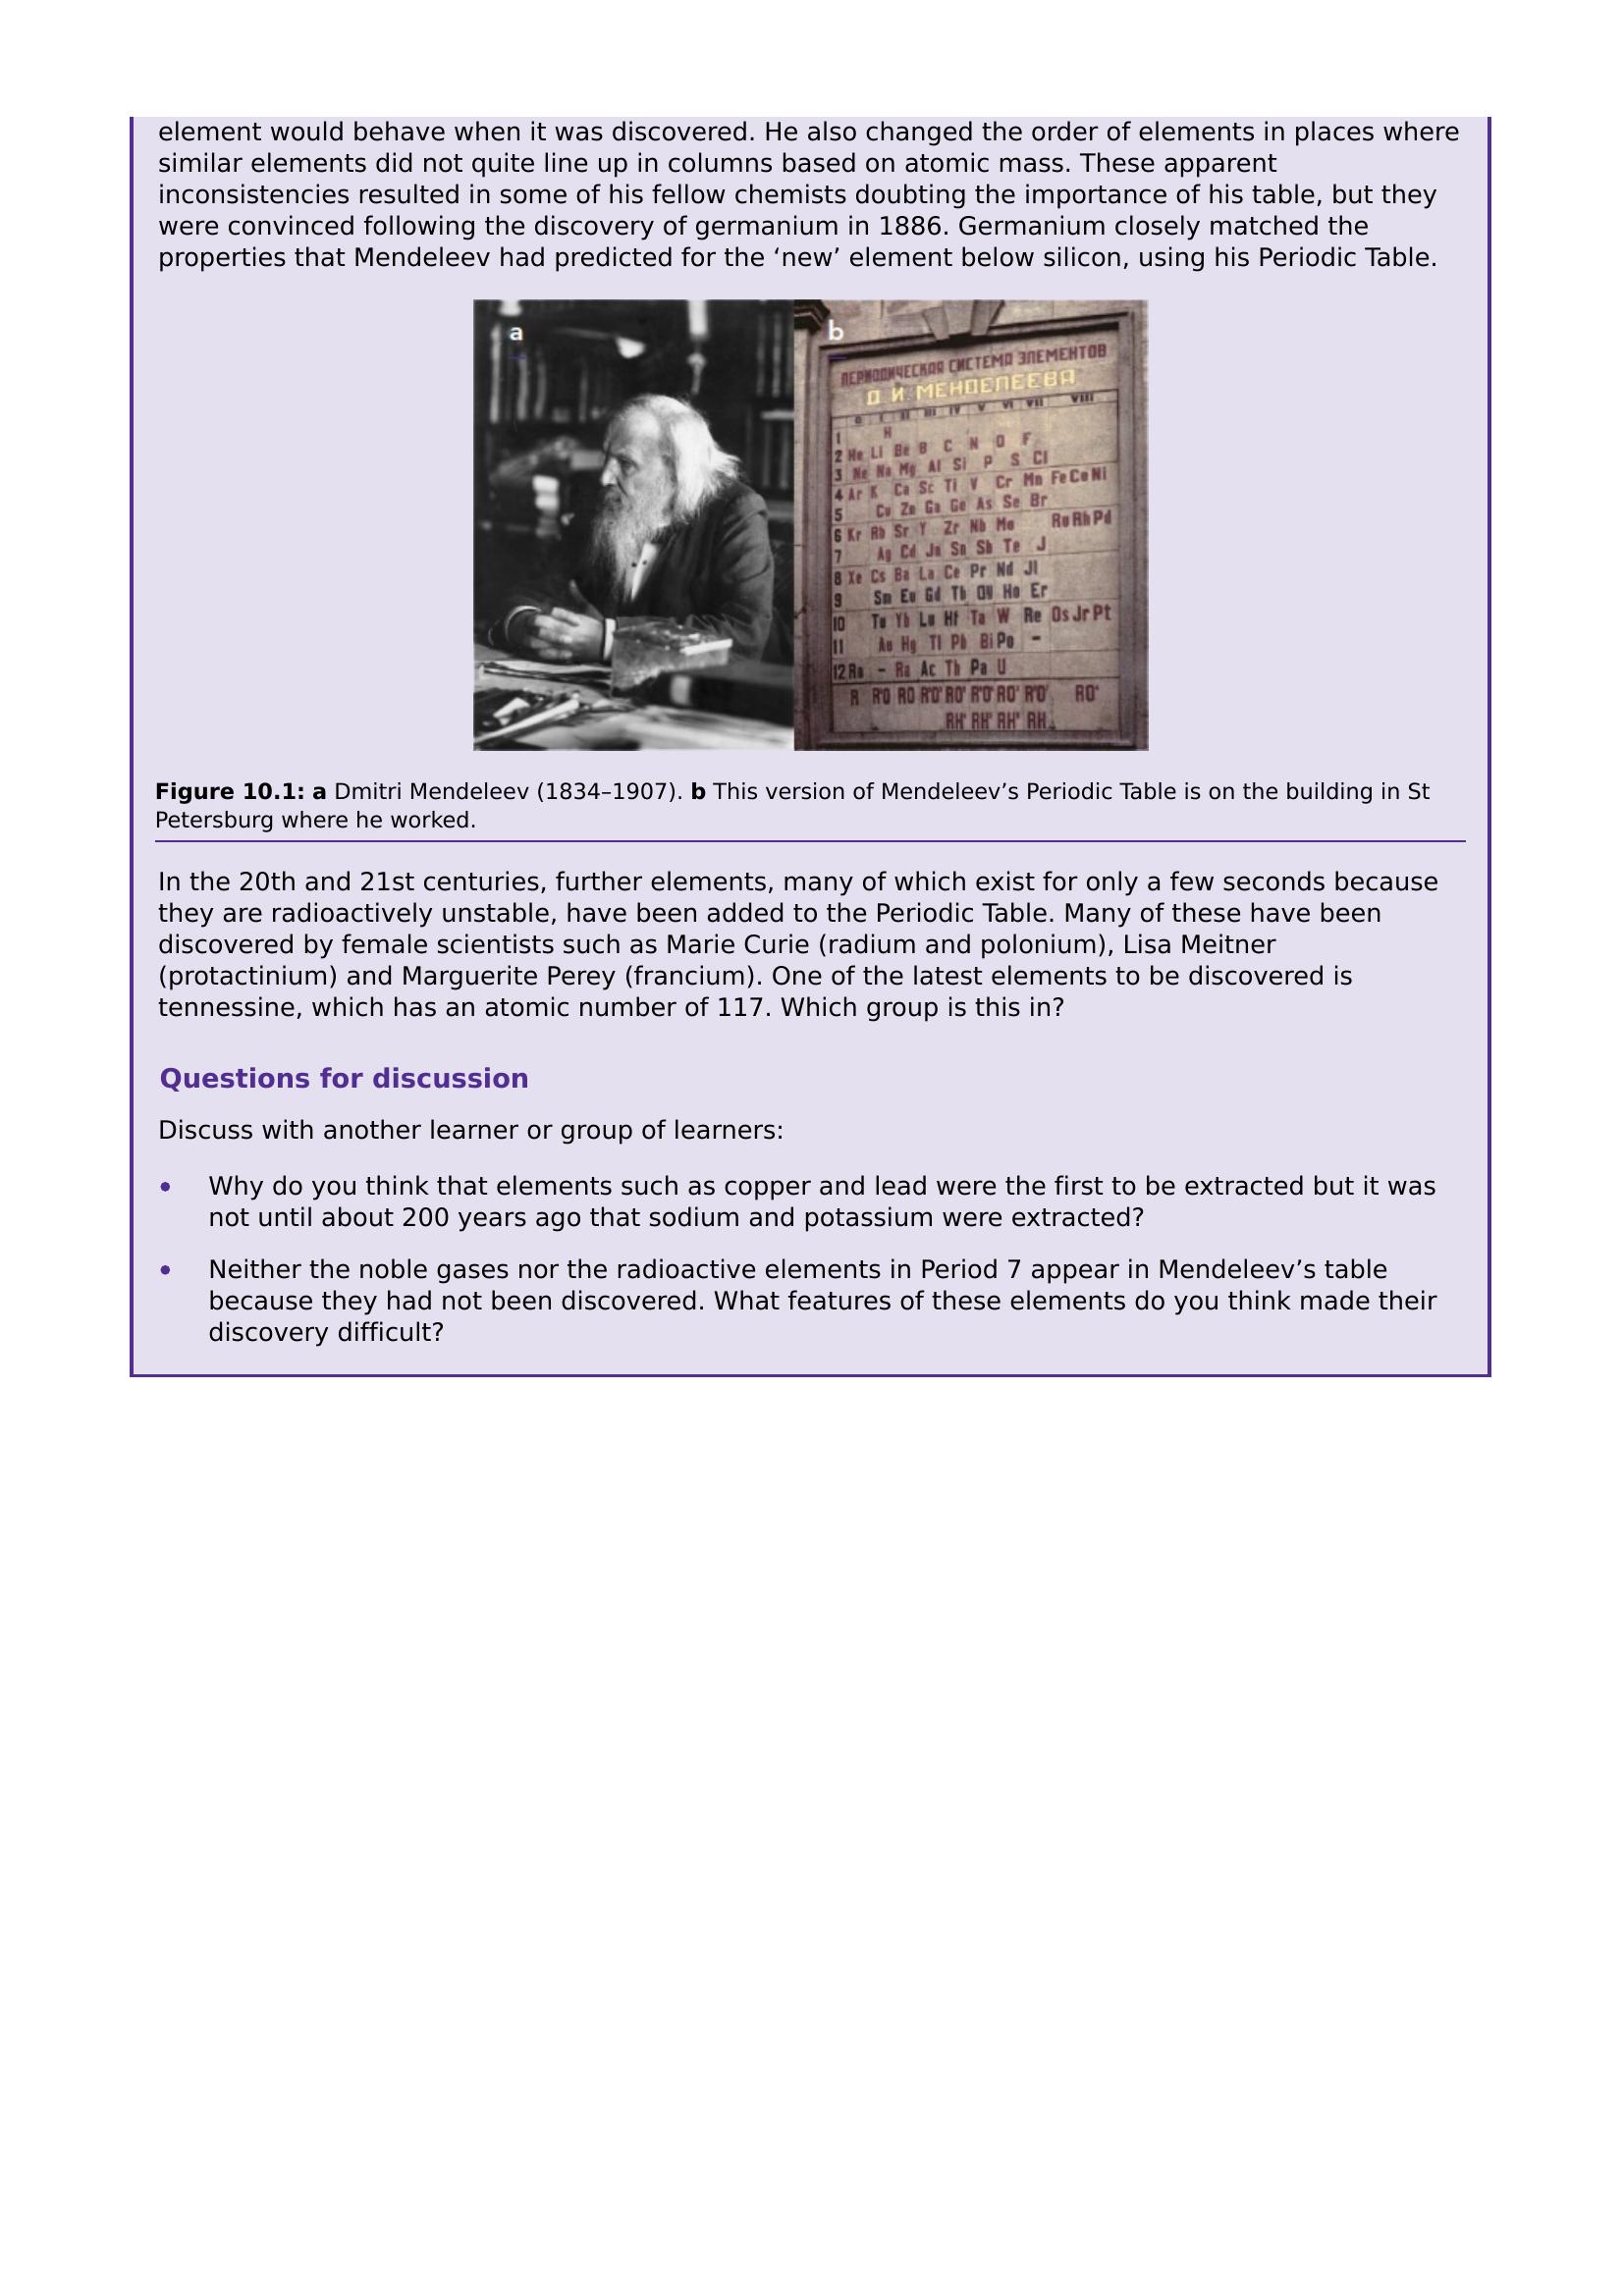 element would behave when it was discovered. He also changed the order of elements in places where
similar elements did not quite line up in columns based on atomic mass. These apparent
inconsistencies resulted in some of his fellow chemists doubting the importance of his table, but they
were convinced following the discovery of germanium in 1886. Germanium closely matched the
properties that Mendeleev had predicted for the ‘new’ element below silicon, using his Periodic Table.
a
b
ПЕРИОДИЧЕСКАЯ СИСТЕМА ЭЛЕМЕНТОВ
Д И МЕНДЕЛЕЕВА
0 I II III IV V VI VII VIII
1 H
2 He Li Be B C N O F
3 Ne Na Mg Al Si P S Cl
4 Ar K Ca Sc Ti V Cr Mn Fe Co Ni
5 Cu Zn Ga Ge As Se Br
6 Kr Rb Sr Y Zr Nb Mo Ru Rh Pd
7 Ag Cd Jn Sn Sb Te J
8 Xe Cs Ba La Ce Pr Nd Jl
9 Sm Eu Gd Tb Dy Ho Er
10 Tu Yb Lu Hf Ta W Re Os Jr Pt
11 Au Hg Tl Pb Bi Po -
12 Rn - Ra Ac Th Pa U
R RO
Figure 10.1: a Dmitri Mendeleev (1834–1907). b This version of Mendeleev’s Periodic Table is on the building in St
Petersburg where he worked.
In the 20th and 21st centuries, further elements, many of which exist for only a few seconds because
they are radioactively unstable, have been added to the Periodic Table. Many of these have been
discovered by female scientists such as Marie Curie (radium and polonium), Lisa Meitner
(protactinium) and Marguerite Perey (francium). One of the latest elements to be discovered is
tennessine, which has an atomic number of 117. Which group is this in?
Questions for discussion
Discuss with another learner or group of learners:
• Why do you think that elements such as copper and lead were the first to be extracted but it was
not until about 200 years ago that sodium and potassium were extracted?
• Neither the noble gases nor the radioactive elements in Period 7 appear in Mendeleev’s table
because they had not been discovered. What features of these elements do you think made their
discovery difficult?